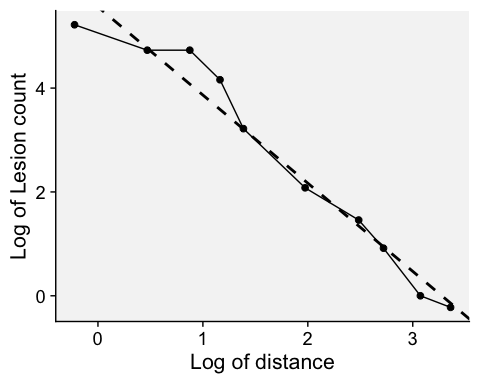 Log of Lesion count
4
2
0
0 1 2 3
Log of distance